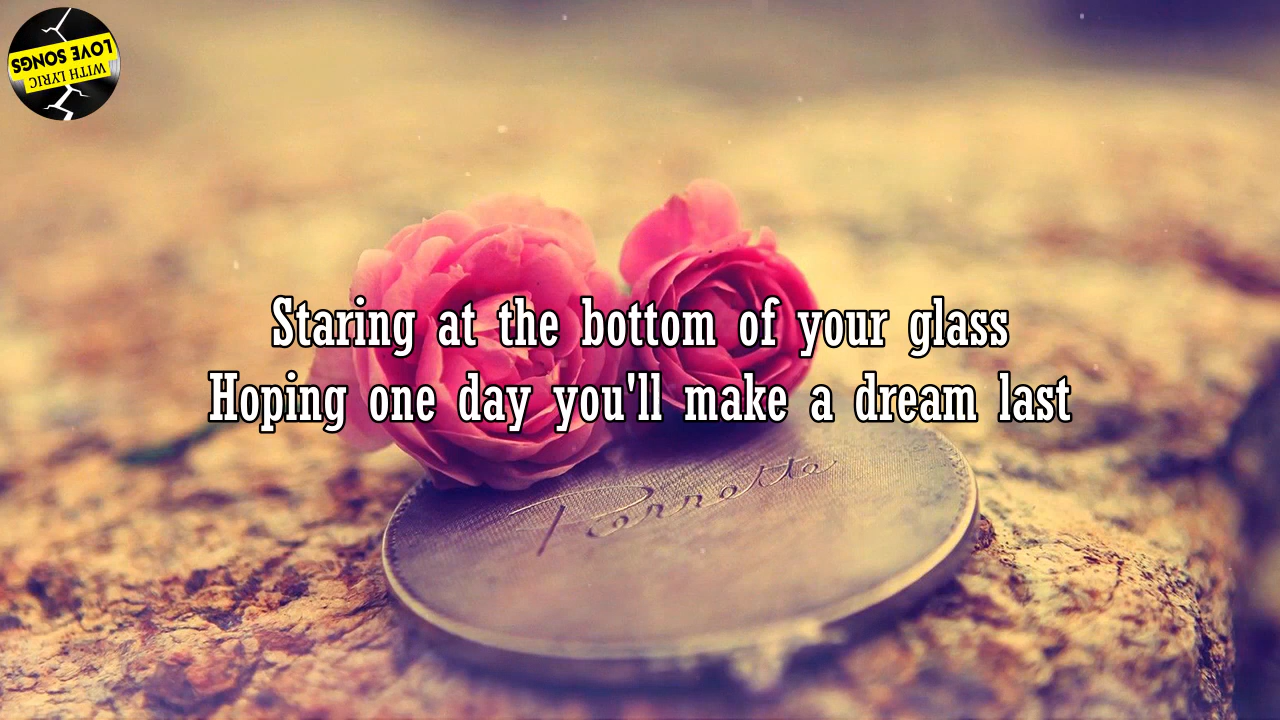 LOVE SONGS
WITH LYRIC
Staring at the bottom of your glass
Hoping one day you'll make a dream last